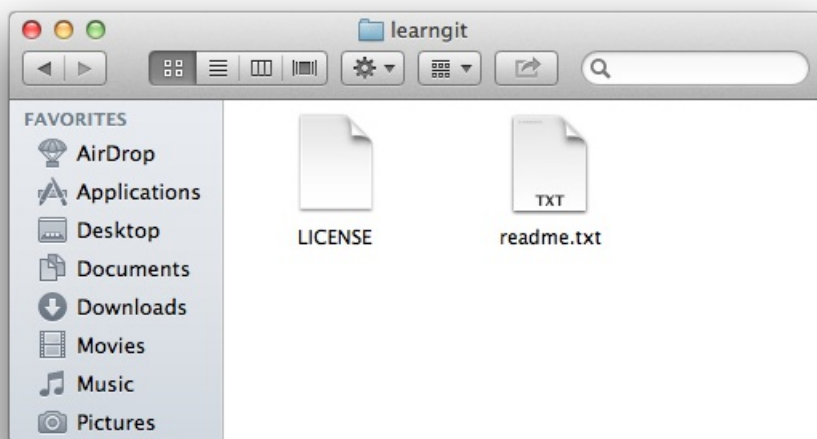 learngit
FAVORITES
AirDrop
Applications
Desktop
Documents
Downloads
Movies
Music
Pictures
TXT
LICENSE
readme.txt